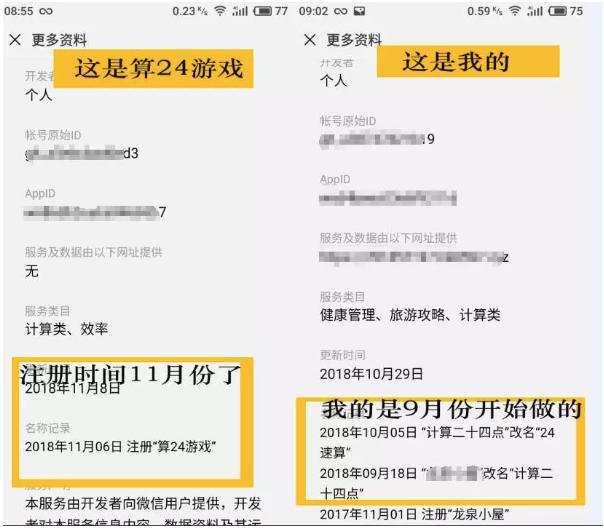 08:55
0.23 K/s
77
更多资料
这是算24游戏
开发者
个人
帐号原始ID
d3
AppID
7
服务及数据由以下网址提供
无
服务类目
计算类、效率
注册时间11月份了
2018年11月8日
名称记录
2018年11月06日 注册“算24游戏”
本服务由开发者向微信用户提供，开发
者对本服务信息内容、数据资料及其运
09:02
0.59 K/s
75
更多资料
这是我的
开发者
个人
帐号原始ID
9
AppID
服务及数据由以下网址提供
z
服务类目
健康管理、旅游攻略、计算类
更新时间
2018年10月29日
我的是9月份开始做的
2018年10月05日 “计算二十四点”改名“24
速算”
2018年09月18日 “ ”改名“计算二
十四点”
2017年11月01日 注册“龙泉小屋”